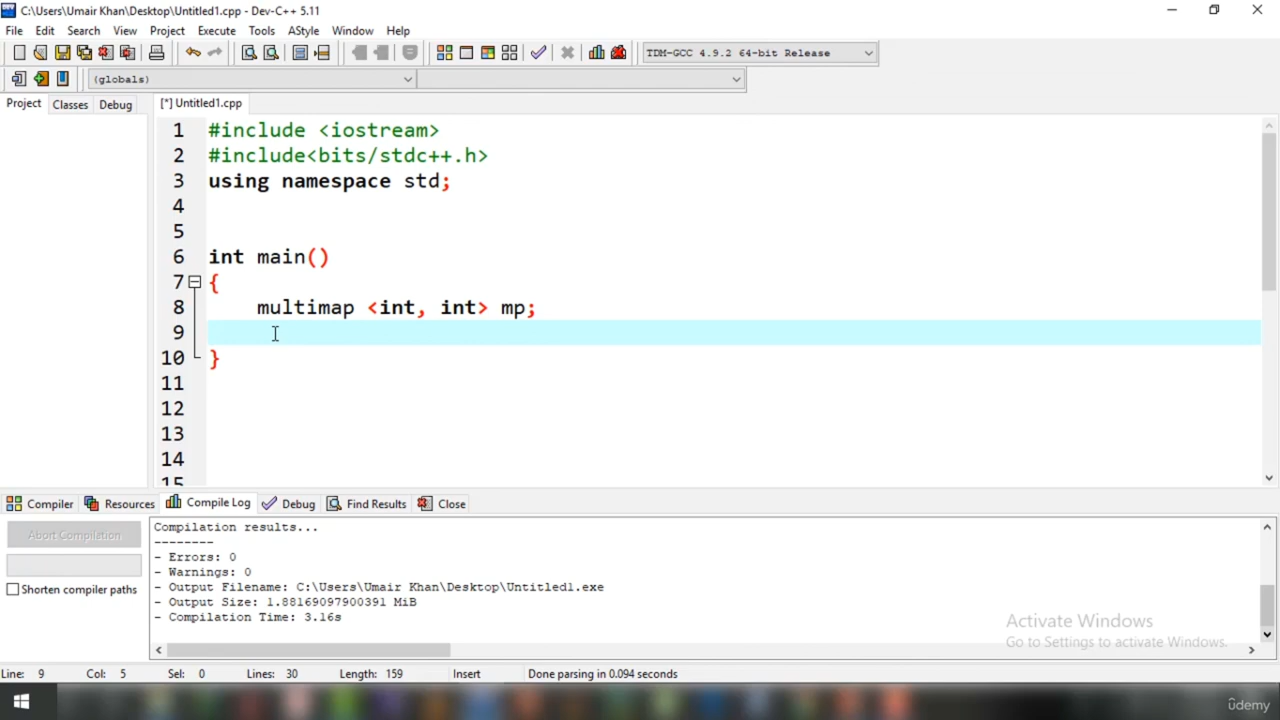 C:\Users\Umair Khan\Desktop\Untitled1.cpp - Dev-C++ 5.11
File Edit Search View Project Execute Tools AStyle Window Help
TDM-GCC 4.9.2 64-bit Release
(globals)
Project Classes Debug [*] Untitled1.cpp
1 #include <iostream>
2 #include<bits/stdc++.h>
3 using namespace std;
4
5
6 int main()
7 {
8 multimap <int, int> mp;
9
10 }
11
12
13
14
15
Compiler Resources Compile Log Debug Find Results Close
Abort Compilation
Shorten compiler paths
Compilation results...
--------
- Errors: 0
- Warnings: 0
- Output Filename: C:\Users\Umair Khan\Desktop\Untitled1.exe
- Output Size: 1.88169097900391 MiB
- Compilation Time: 3.16s
Activate Windows
Go to Settings to activate Windows.
Line: 9 Col: 5 Sel: 0 Lines: 30 Length: 159 Insert Done parsing in 0.094 seconds
ûdemy